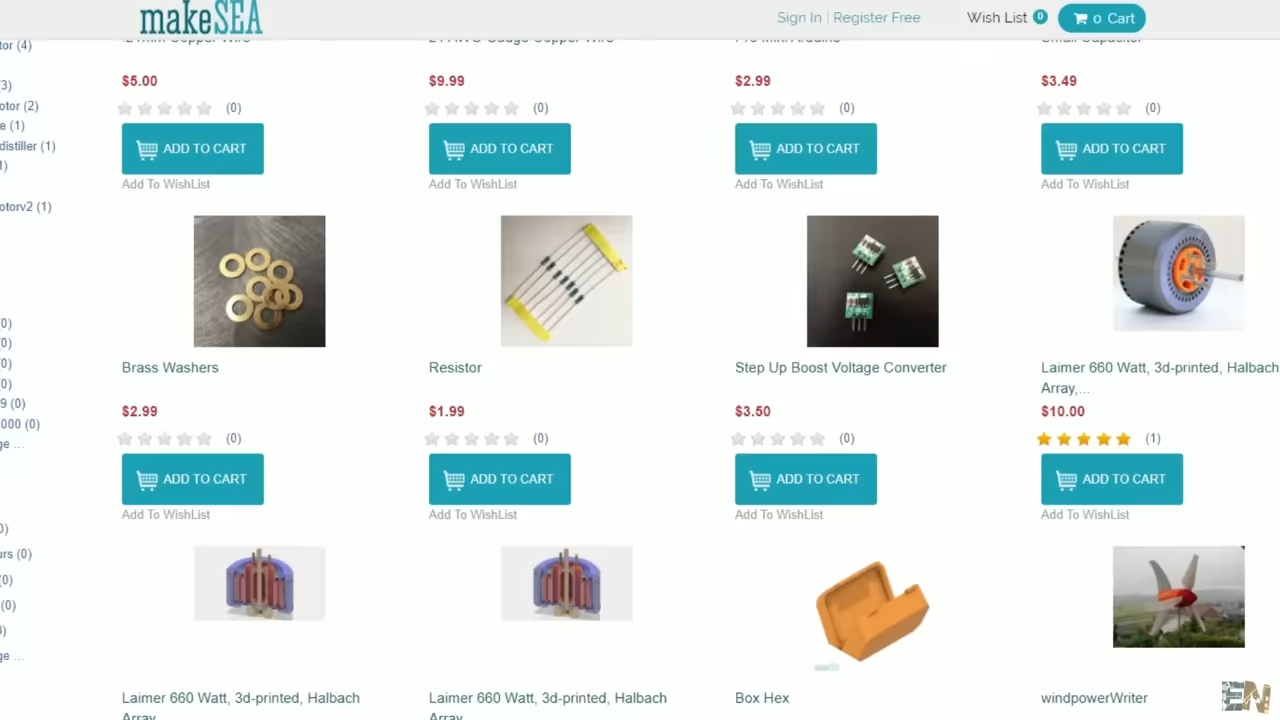 makeSEA
Sign In | Register Free
Wish List 0
0 Cart
tor (4)
$5.00
$9.99
$2.99
$3.49
3)
(0)
(0)
(0)
(0)
otor (2)
e (1)
ADD TO CART
ADD TO CART
ADD TO CART
ADD TO CART
distiller (1)
1)
Add To WishList
Add To WishList
Add To WishList
Add To WishList
otorv2 (1)
(0)
(0)
(0)
(0)
9 (0)
000 (0)
ge ...
Brass Washers
Resistor
Step Up Boost Voltage Converter
Laimer 660 Watt, 3d-printed, Halbach
Array,...
$2.99
$1.99
$3.50
$10.00
(0)
(0)
(0)
(1)
ADD TO CART
ADD TO CART
ADD TO CART
ADD TO CART
Add To WishList
Add To WishList
Add To WishList
Add To WishList
0)
urs (0)
(0)
(0)
)
ge ...
makeSEA
Laimer 660 Watt, 3d-printed, Halbach
Array
Laimer 660 Watt, 3d-printed, Halbach
Array
Box Hex
windpowerWriter
EN